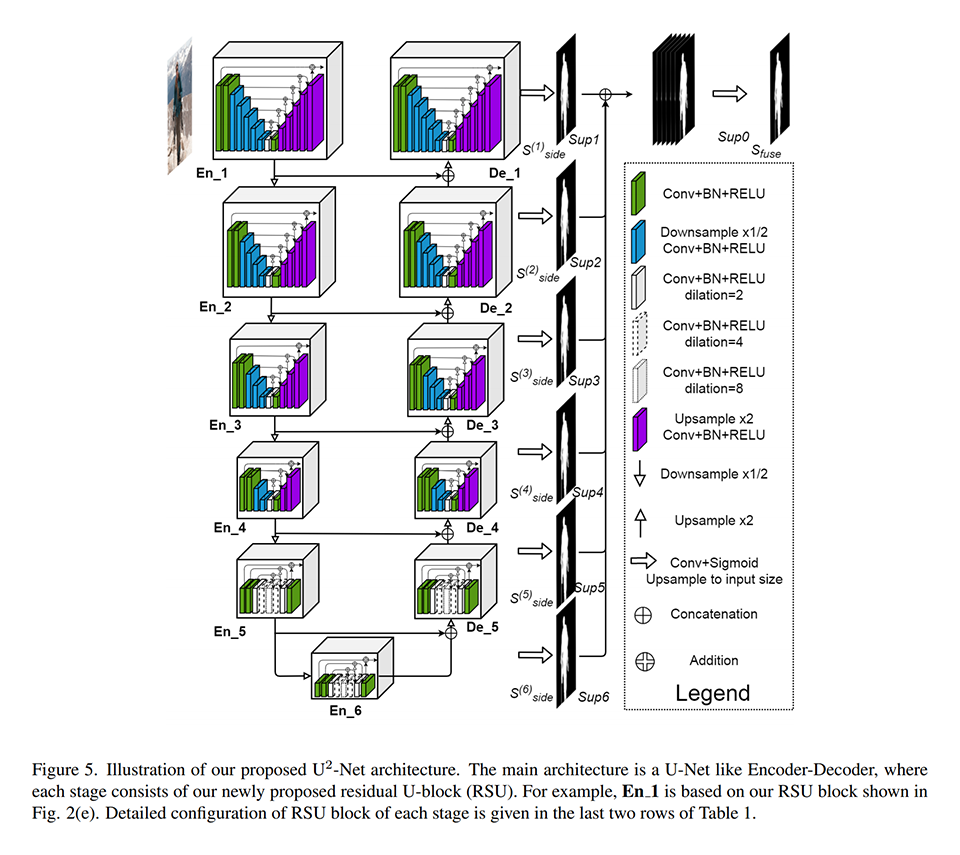 En_1
De_1
S(1)side
Sup1
Sup0
Sfuse
En_2
De_2
S(2)side
Sup2
En_3
De_3
S(3)side
Sup3
En_4
De_4
S(4)side
Sup4
En_5
De_5
S(5)side
Sup5
En_6
S(6)side
Sup6
Conv+BN+RELU
Downsample x1/2
Conv+BN+RELU
Conv+BN+RELU
dilation=2
Conv+BN+RELU
dilation=4
Conv+BN+RELU
dilation=8
Upsample x2
Conv+BN+RELU
Downsample x1/2
Upsample x2
Conv+Sigmoid
Upsample to input size
Concatenation
Addition
Legend
Figure 5. Illustration of our proposed U²-Net architecture. The main architecture is a U-Net like Encoder-Decoder, where
each stage consists of our newly proposed residual U-block (RSU). For example, En_1 is based on our RSU block shown in
Fig. 2(e). Detailed configuration of RSU block of each stage is given in the last two rows of Table 1.